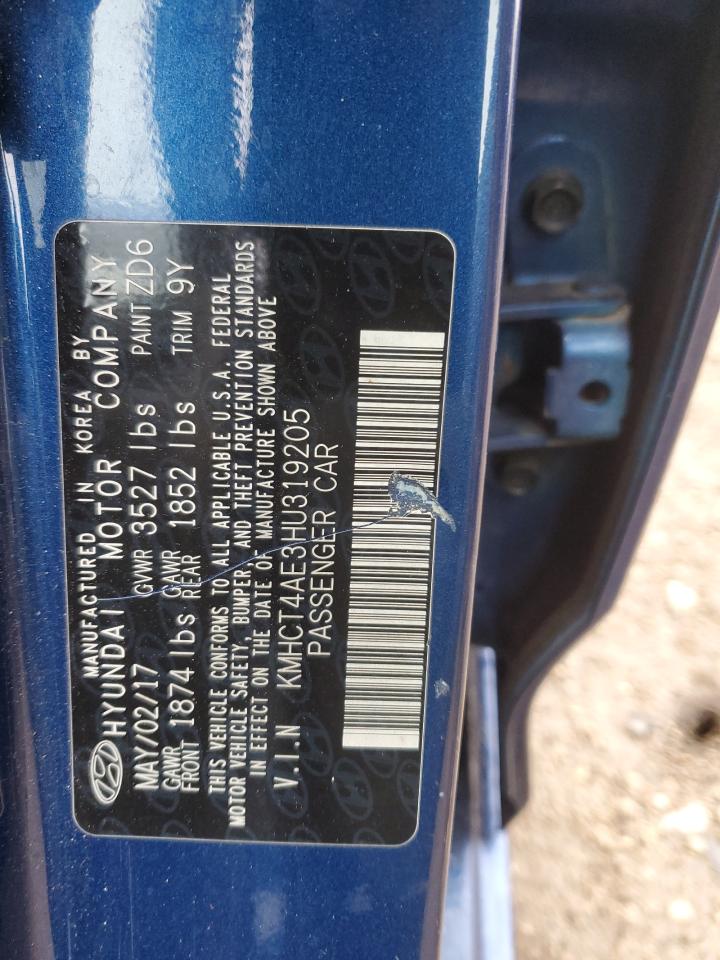 MANUFACTURED IN KOREA BY
HYUNDAI MOTOR COMPANY
MAY/02/17 GVWR 3527 lbs PAINT ZD6
GAWR FRONT 1874 lbs GAWR REAR 1852 lbs TRIM 9Y
THIS VEHICLE CONFORMS TO ALL APPLICABLE U.S.A. FEDERAL
MOTOR VEHICLE SAFETY, BUMPER AND THEFT PREVENTION STANDARDS
IN EFFECT ON THE DATE OF MANUFACTURE SHOWN ABOVE
V.I.N KMHCT4AE3HU319205
PASSENGER CAR